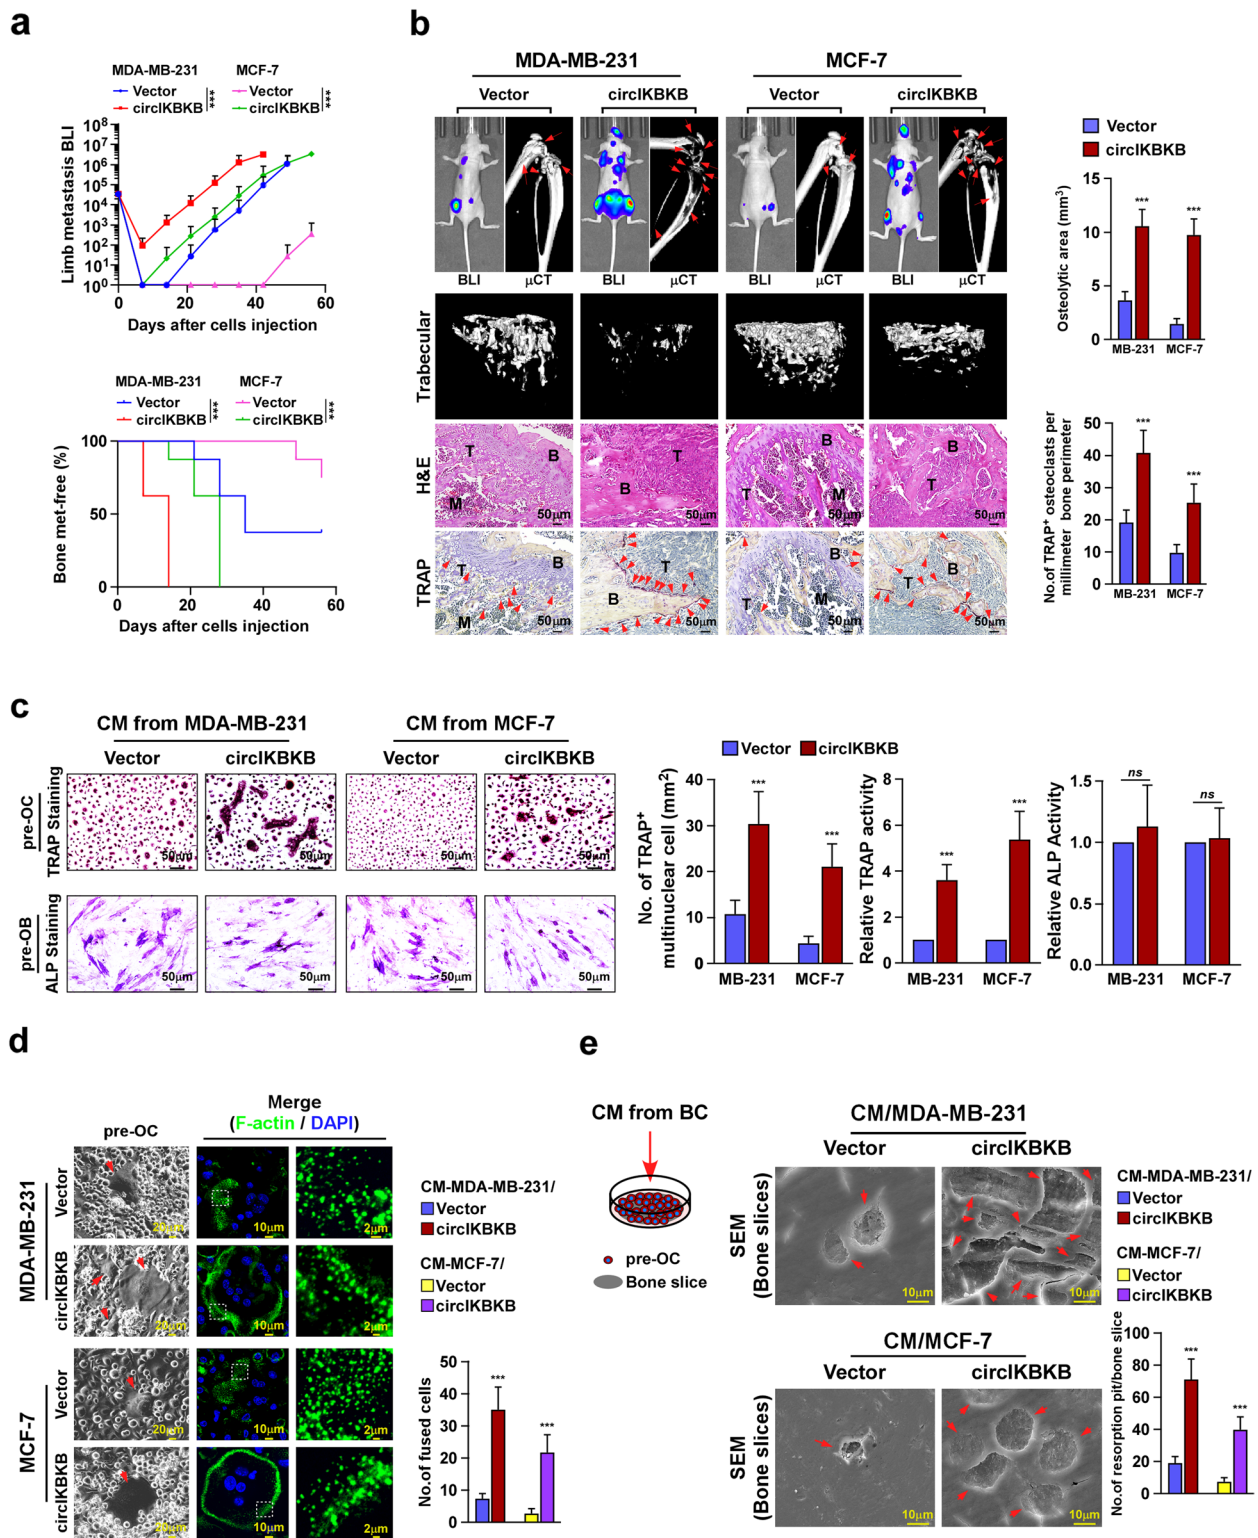 a
MDA-MB-231 MCF-7
Vector Vector
circIKBKB circIKBKB
*** ***
Limb metastasis BLI
10⁸
10⁷
10⁶
10⁵
10⁴
10³
10²
10¹
10⁰
0 20 40 60
Days after cells injection
MDA-MB-231 MCF-7
Vector Vector
circIKBKB circIKBKB
*** ***
Bone met-free (%)
100
50
0
0 20 40 60
Days after cells injection
b
MDA-MB-231 MCF-7
Vector circIKBKB Vector circIKBKB
BLI μCT BLI μCT BLI μCT BLI μCT
Trabecular
H&E
T B M 50μm
T B 50μm
B T M 50μm
B T 50μm
TRAP
T B M 50μm
T B 50μm
B T M 50μm
B T 50μm
Vector
circIKBKB
Osteolytic area (mm³)
15
10
5
0
*** ***
MB-231 MCF-7
No.of TRAP⁺ osteoclasts per
millimeter bone perimeter
50
40
30
20
10
0
*** ***
MB-231 MCF-7
c
CM from MDA-MB-231 CM from MCF-7
Vector circIKBKB Vector circIKBKB
pre-OC
TRAP Staining
50μm 50μm 50μm 50μm
pre-OB
ALP Staining
50μm 50μm 50μm 50μm
Vector circIKBKB
No. of TRAP⁺
multinuclear cell (mm²)
40
30
20
10
0
*** ***
MB-231 MCF-7
Relative TRAP activity
8
6
4
2
0
*** ***
MB-231 MCF-7
Relative ALP Activity
1.5
1.0
0.5
0.0
ns ns
MB-231 MCF-7
d
Merge
pre-OC (F-actin / DAPI)
MDA-MB-231
Vector
20μm 10μm 2μm
circIKBKB
20μm 10μm 2μm
MCF-7
Vector
20μm 10μm 2μm
circIKBKB
20μm 10μm 2μm
CM-MDA-MB-231/
Vector
circIKBKB
CM-MCF-7/
Vector
circIKBKB
No.of fused cells
50
40
30
20
10
0
*** ***
e
CM from BC
pre-OC
Bone slice
CM/MDA-MB-231
Vector circIKBKB
SEM
(Bone slices)
10μm 10μm
CM/MCF-7
Vector circIKBKB
SEM
(Bone slices)
10μm 10μm
CM-MDA-MB-231/
Vector
circIKBKB
CM-MCF-7/
Vector
circIKBKB
No.of resorption pit/bone slice
100
80
60
40
20
0
*** ***